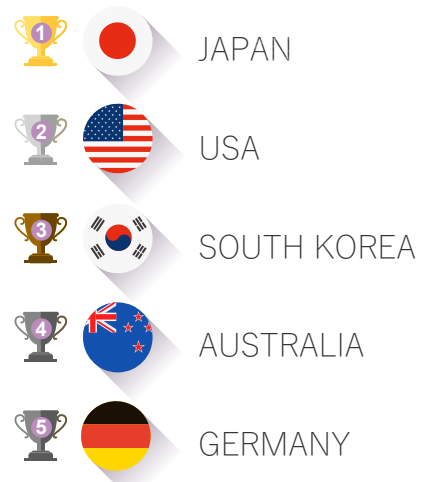 1 JAPAN
2 USA
3 SOUTH KOREA
4 AUSTRALIA
5 GERMANY